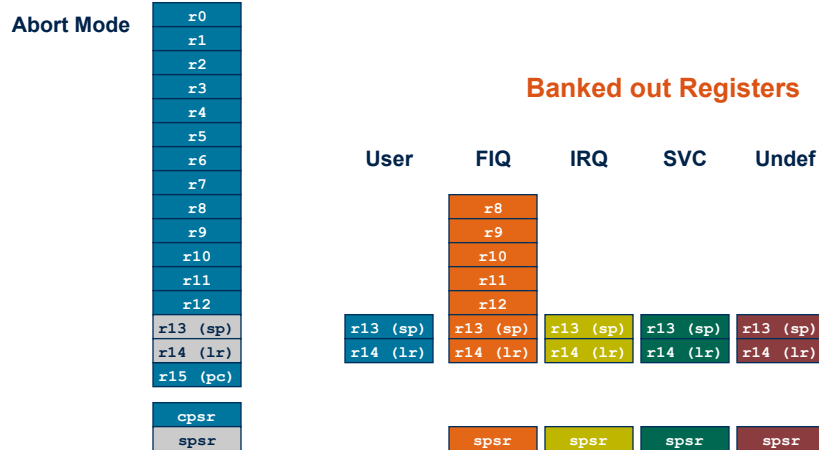 Abort Mode
r0
r1
r2
r3
r4
r5
r6
r7
r8
r9
r10
r11
r12
r13 (sp)
r14 (lr)
r15 (pc)
cpsr
spsr
Banked out Registers
User FIQ IRQ SVC Undef
r8
r9
r10
r11
r12
r13 (sp) r13 (sp) r13 (sp) r13 (sp) r13 (sp)
r14 (lr) r14 (lr) r14 (lr) r14 (lr) r14 (lr)
spsr spsr spsr spsr